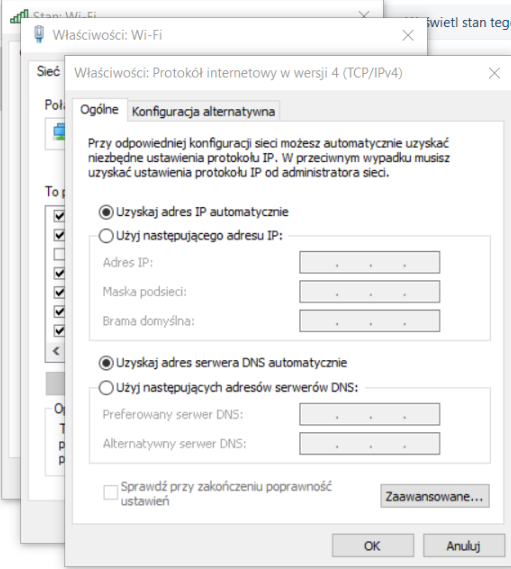 Stan: Wi-Fi
świetl stan tego
Właściwości: Wi-Fi
Sieć
Właściwości: Protokół internetowy w wersji 4 (TCP/IPv4)
Ogólne
Konfiguracja alternatywna
Przy odpowiedniej konfiguracji sieci możesz automatycznie uzyskać
niezbędne ustawienia protokołu IP. W przeciwnym wypadku musisz
uzyskać ustawienia protokołu IP od administratora sieci.
Uzyskaj adres IP automatycznie
Użyj następującego adresu IP:
Adres IP:
Maska podsieci:
Brama domyślna:
Uzyskaj adres serwera DNS automatycznie
Użyj następujących adresów serwerów DNS:
Preferowany serwer DNS:
Alternatywny serwer DNS:
Sprawdź przy zakończeniu poprawność
ustawień
Zaawansowane...
OK
Anuluj